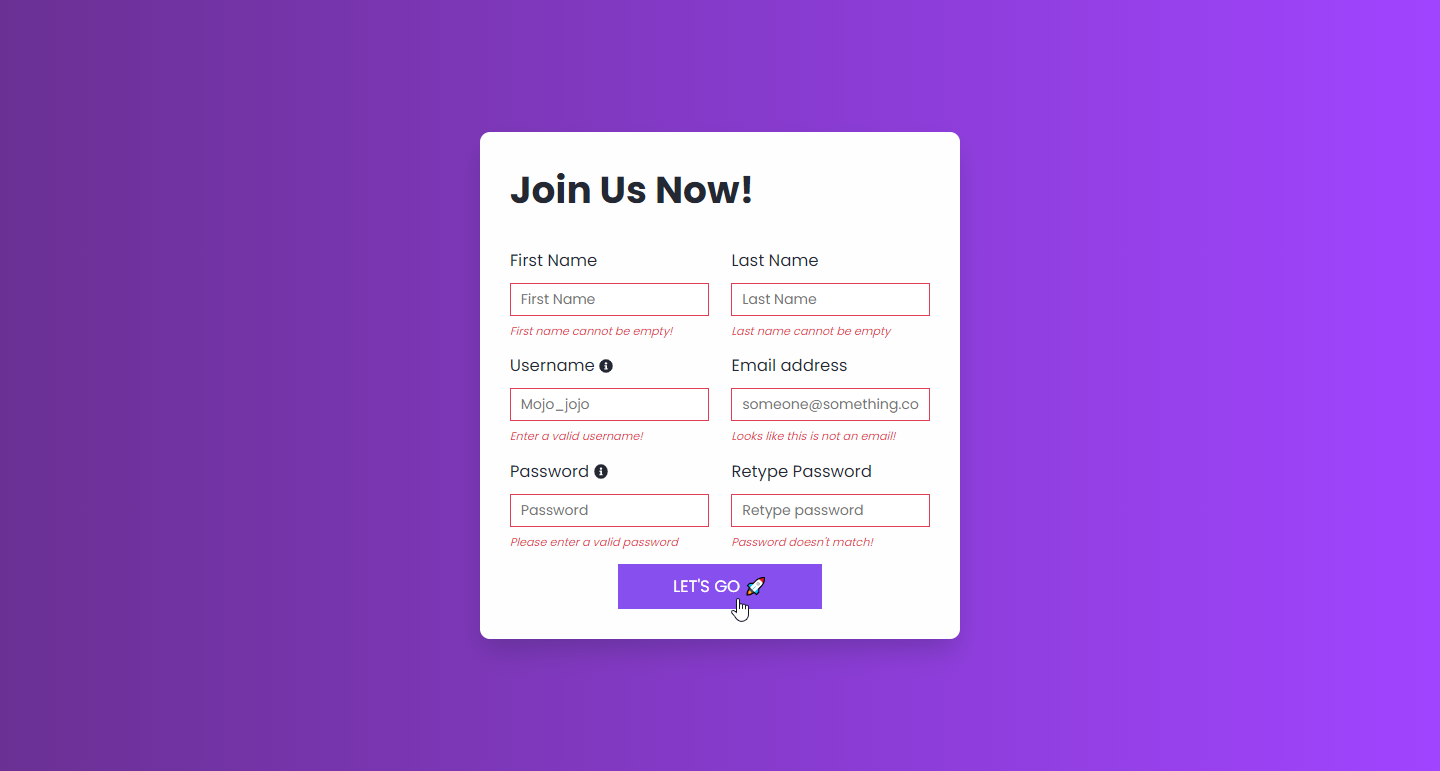 Join Us Now!
First Name
Last Name
First Name
Last Name
First name cannot be empty!
Last name cannot be empty
Username
Email address
Mojo_jojo
someone@something.co
Enter a valid username!
Looks like this is not an email!
Password
Retype Password
Password
Retype password
Please enter a valid password
Password doesn't match!
LET'S GO 🚀